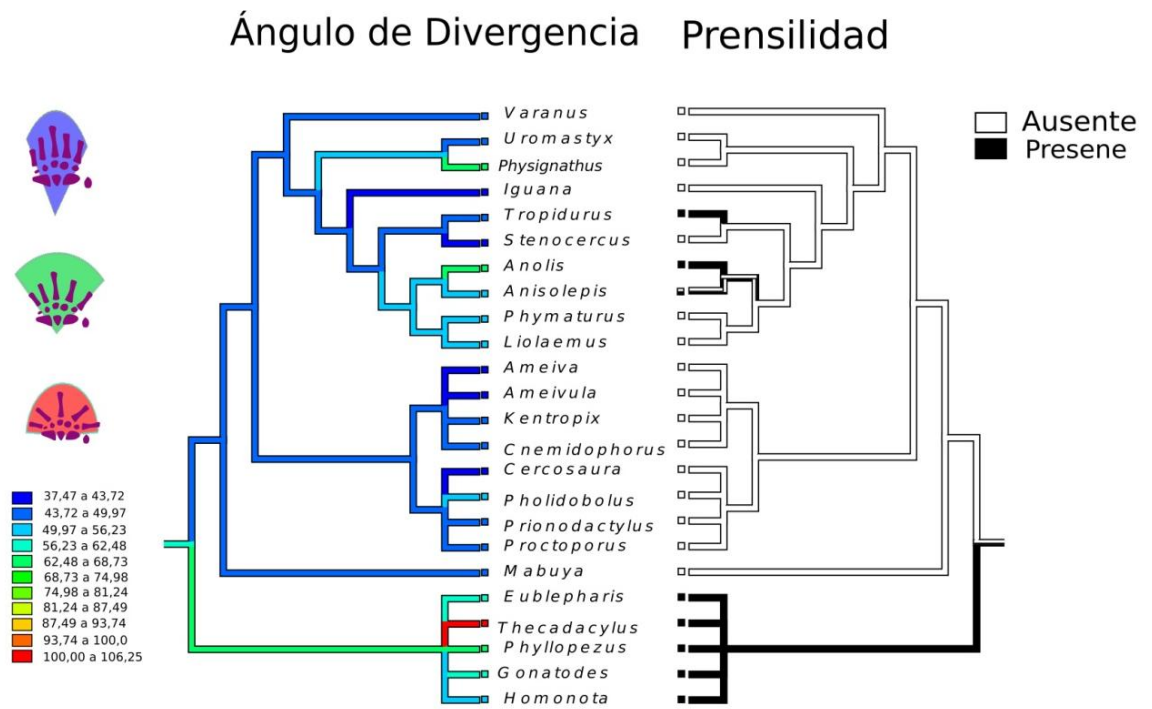 Ángulo de Divergencia Prensilidad
Varanus
Uromastyx
Physignathus
Iguana
Tropidurus
Stenocercus
Anolis
Anisolepis
Phymaturus
Liolaemus
Ameiva
Ameivula
Kentropix
Cnemidophorus
Cercosaura
Pholidobolus
Prionodactylus
Proctoporus
Mabuya
Eublepharis
Thecadacylus
Phyllopezus
Gonatodes
Homonota
Ausente
Presene
37,47 a 43,72
43,72 a 49,97
49,97 a 56,23
56,23 a 62,48
62,48 a 68,73
68,73 a 74,98
74,98 a 81,24
81,24 a 87,49
87,49 a 93,74
93,74 a 100,0
100,00 a 106,25